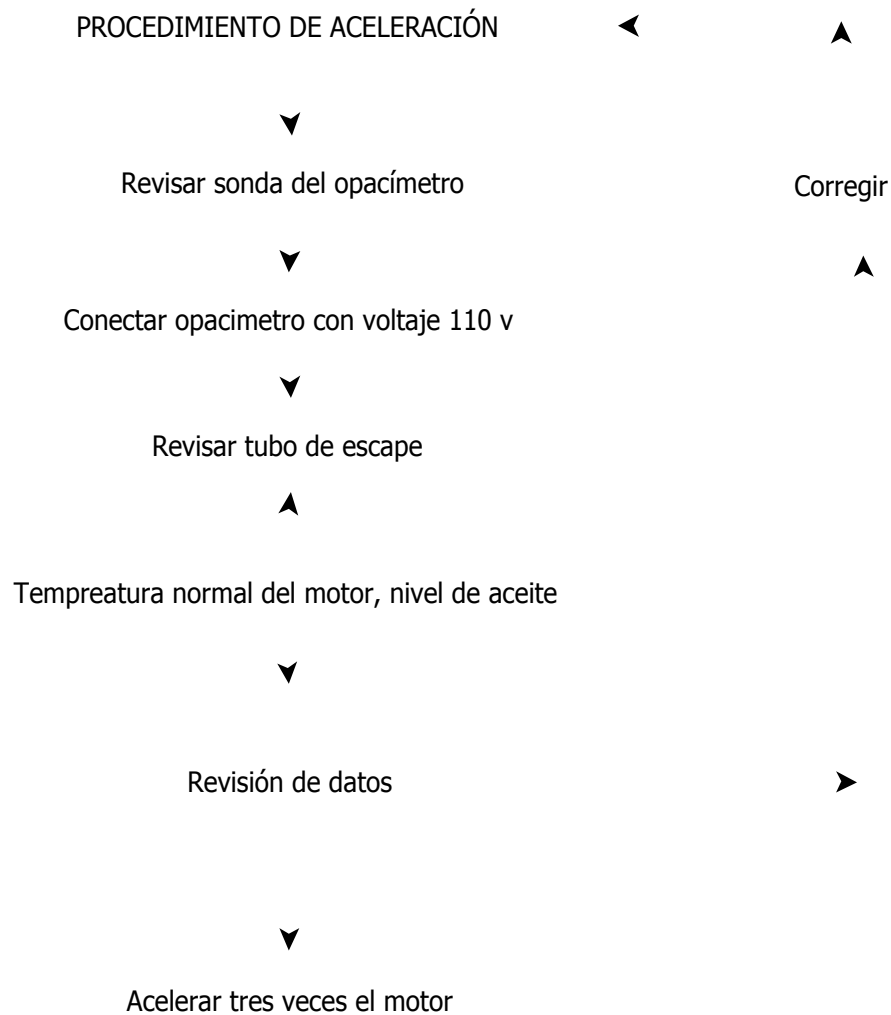 PROCEDIMIENTO DE ACELERACIÓN
Revisar sonda del opacímetro
Corregir
Conectar opacimetro con voltaje 110 v
Revisar tubo de escape
Tempreatura normal del motor, nivel de aceite
Revisión de datos
Acelerar tres veces el motor